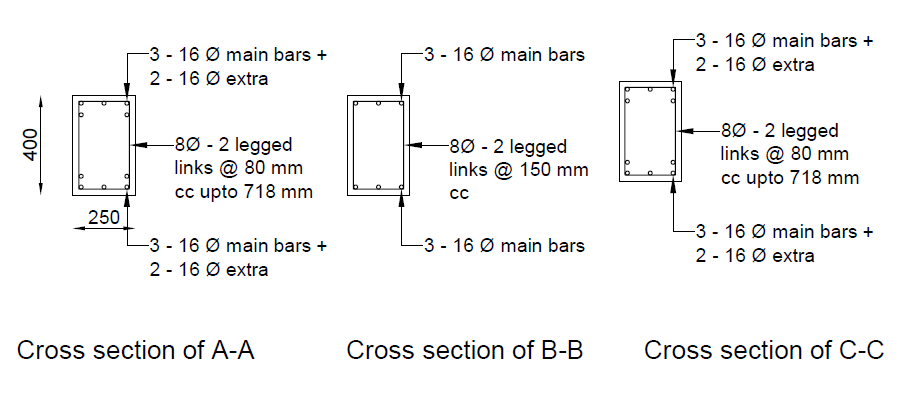 3 - 16 Ø main bars +
2 - 16 Ø extra
400
8Ø - 2 legged
links @ 80 mm
cc upto 718 mm
250
3 - 16 Ø main bars +
2 - 16 Ø extra
Cross section of A-A
3 - 16 Ø main bars
8Ø - 2 legged
links @ 150 mm
cc
3 - 16 Ø main bars
Cross section of B-B
3 - 16 Ø main bars +
2 - 16 Ø extra
8Ø - 2 legged
links @ 80 mm
cc upto 718 mm
3 - 16 Ø main bars +
2 - 16 Ø extra
Cross section of C-C